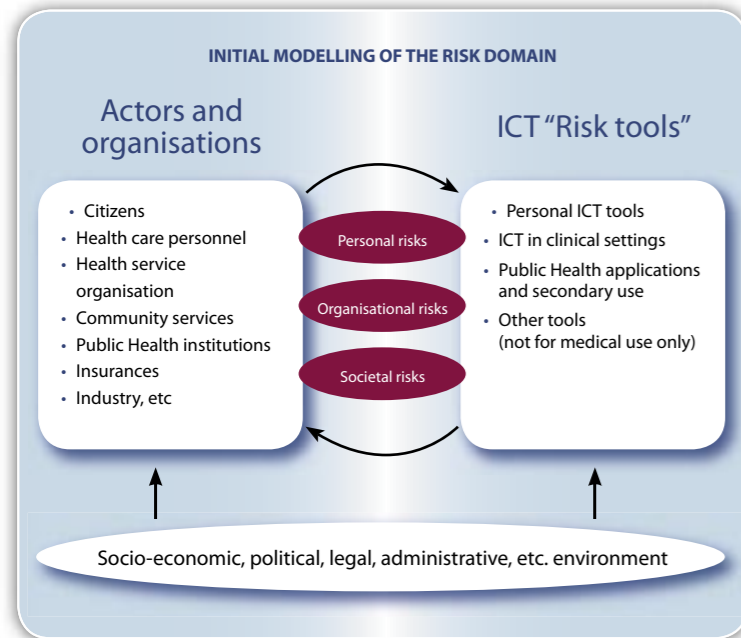 INITIAL MODELLING OF THE RISK DOMAIN
Actors and
organisations
• Citizens
• Health care personnel
• Health service
organisation
• Community services
• Public Health institutions
• Insurances
• Industry, etc
Personal risks
Organisational risks
Societal risks
ICT “Risk tools”
• Personal ICT tools
• ICT in clinical settings
• Public Health applications
and secondary use
• Other tools
(not for medical use only)
Socio-economic, political, legal, administrative, etc. environment